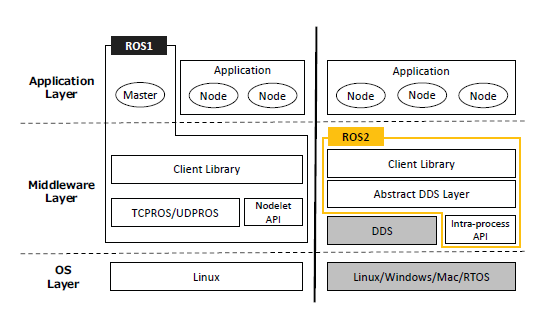 ROS1
Application
Layer
Master
Application
Node Node
Application
Node Node Node
Middleware
Layer
Client Library
TCPROS/UDPROS
Nodelet
API
ROS2
Client Library
Abstract DDS Layer
DDS
Intra-process
API
OS
Layer
Linux
Linux/Windows/Mac/RTOS